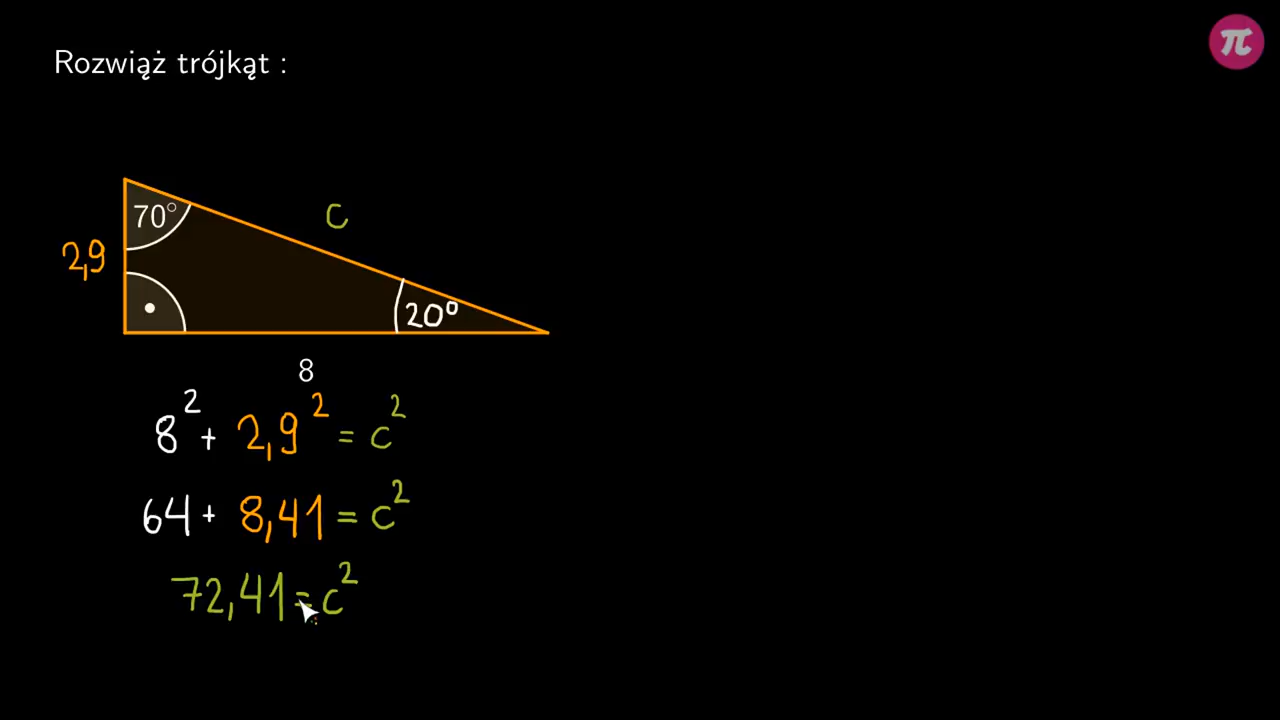 Rozwiąż trójkąt :
π
70°
c
2,9
20°
8
8² + 2,9² = c²
64 + 8,41 = c²
72,41 = c²